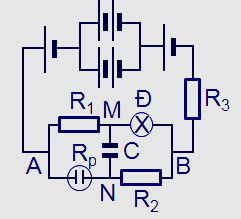 R₁ M Đ R₃
A Rₚ C B
N R₂